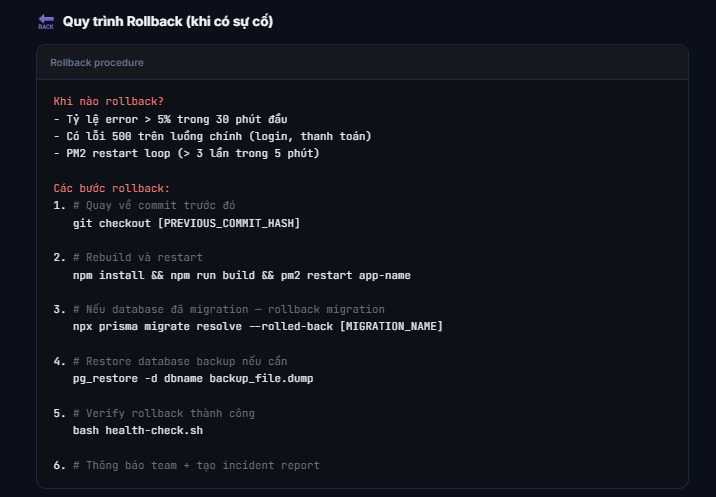 BACK
Quy trình Rollback (khi có sự cố)
Rollback procedure
Khi nào rollback?
- Tỷ lệ error > 5% trong 30 phút đầu
- Có lỗi 500 trên luồng chính (login, thanh toán)
- PM2 restart loop (> 3 lần trong 5 phút)
Các bước rollback:
1. # Quay về commit trước đó
git checkout [PREVIOUS_COMMIT_HASH]
2. # Rebuild và restart
npm install && npm run build && pm2 restart app-name
3. # Nếu database đã migration — rollback migration
npx prisma migrate resolve --rolled-back [MIGRATION_NAME]
4. # Restore database backup nếu cần
pg_restore -d dbname backup_file.dump
5. # Verify rollback thành công
bash health-check.sh
6. # Thông báo team + tạo incident report